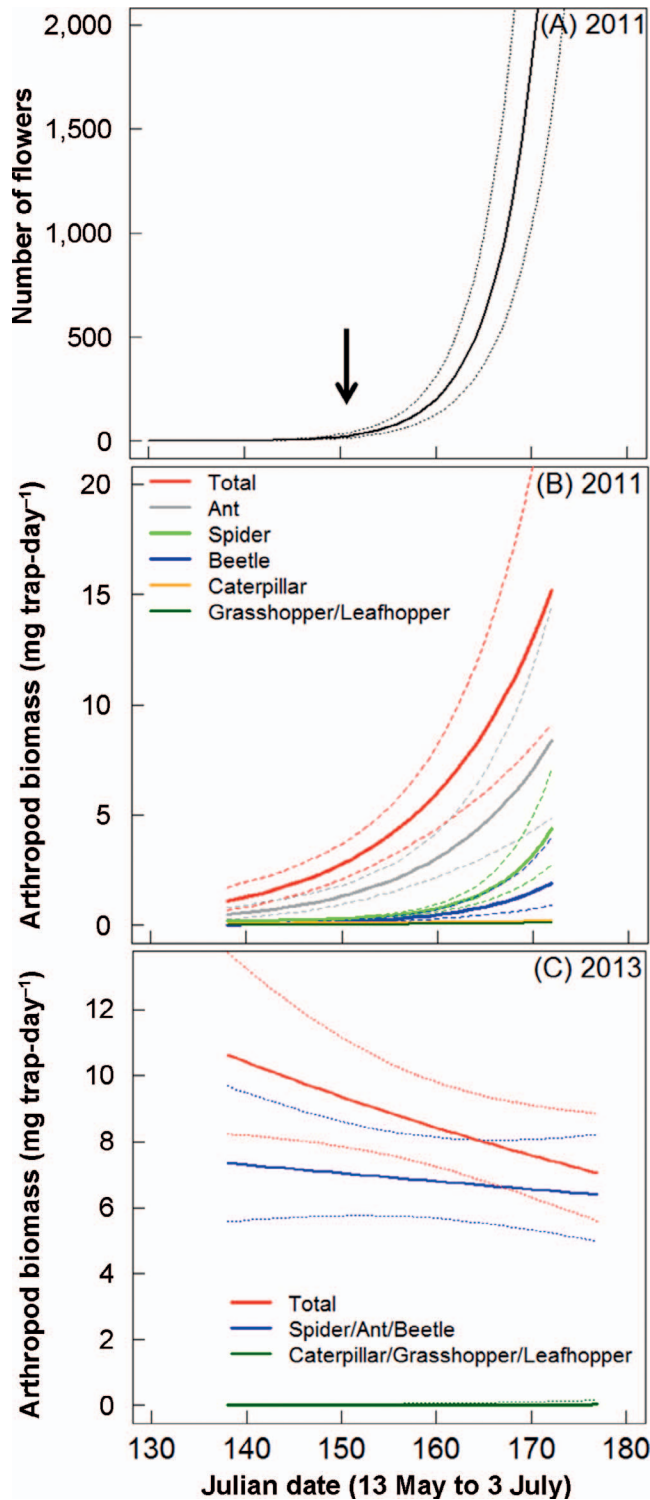 (A) 2011
Number of flowers
2,000
1,500
1,000
500
0
(B) 2011
Arthropod biomass (mg trap-day⁻¹)
20
15
10
5
0
Total
Ant
Spider
Beetle
Caterpillar
Grasshopper/Leafhopper
(C) 2013
Arthropod biomass (mg trap-day⁻¹)
12
10
8
6
4
2
0
Total
Spider/Ant/Beetle
Caterpillar/Grasshopper/Leafhopper
130 140 150 160 170 180
Julian date (13 May to 3 July)